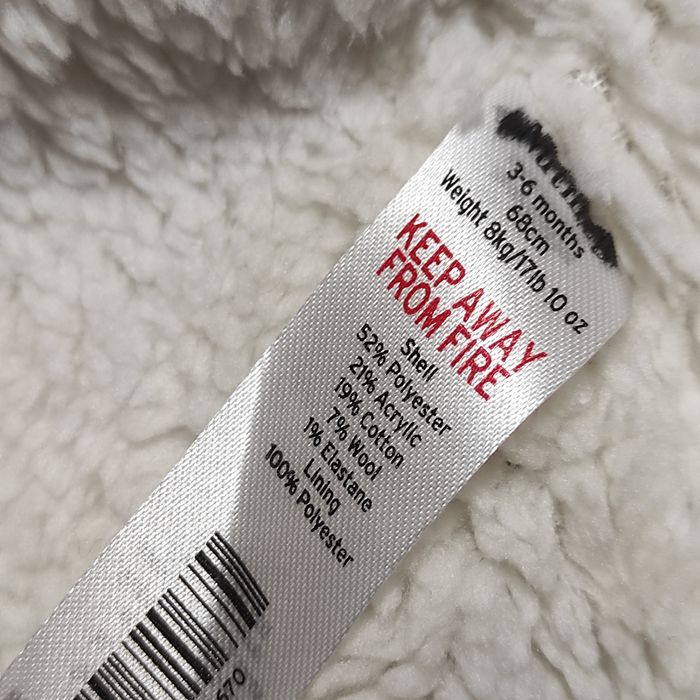 3-6 months
68cm
Weight 8kg/17lb 10 oz
KEEP AWAY
FROM FIRE
Shell
52% Polyester
21% Acrylic
19% Cotton
7% Wool
1% Elastane
Lining
100% Polyester
670